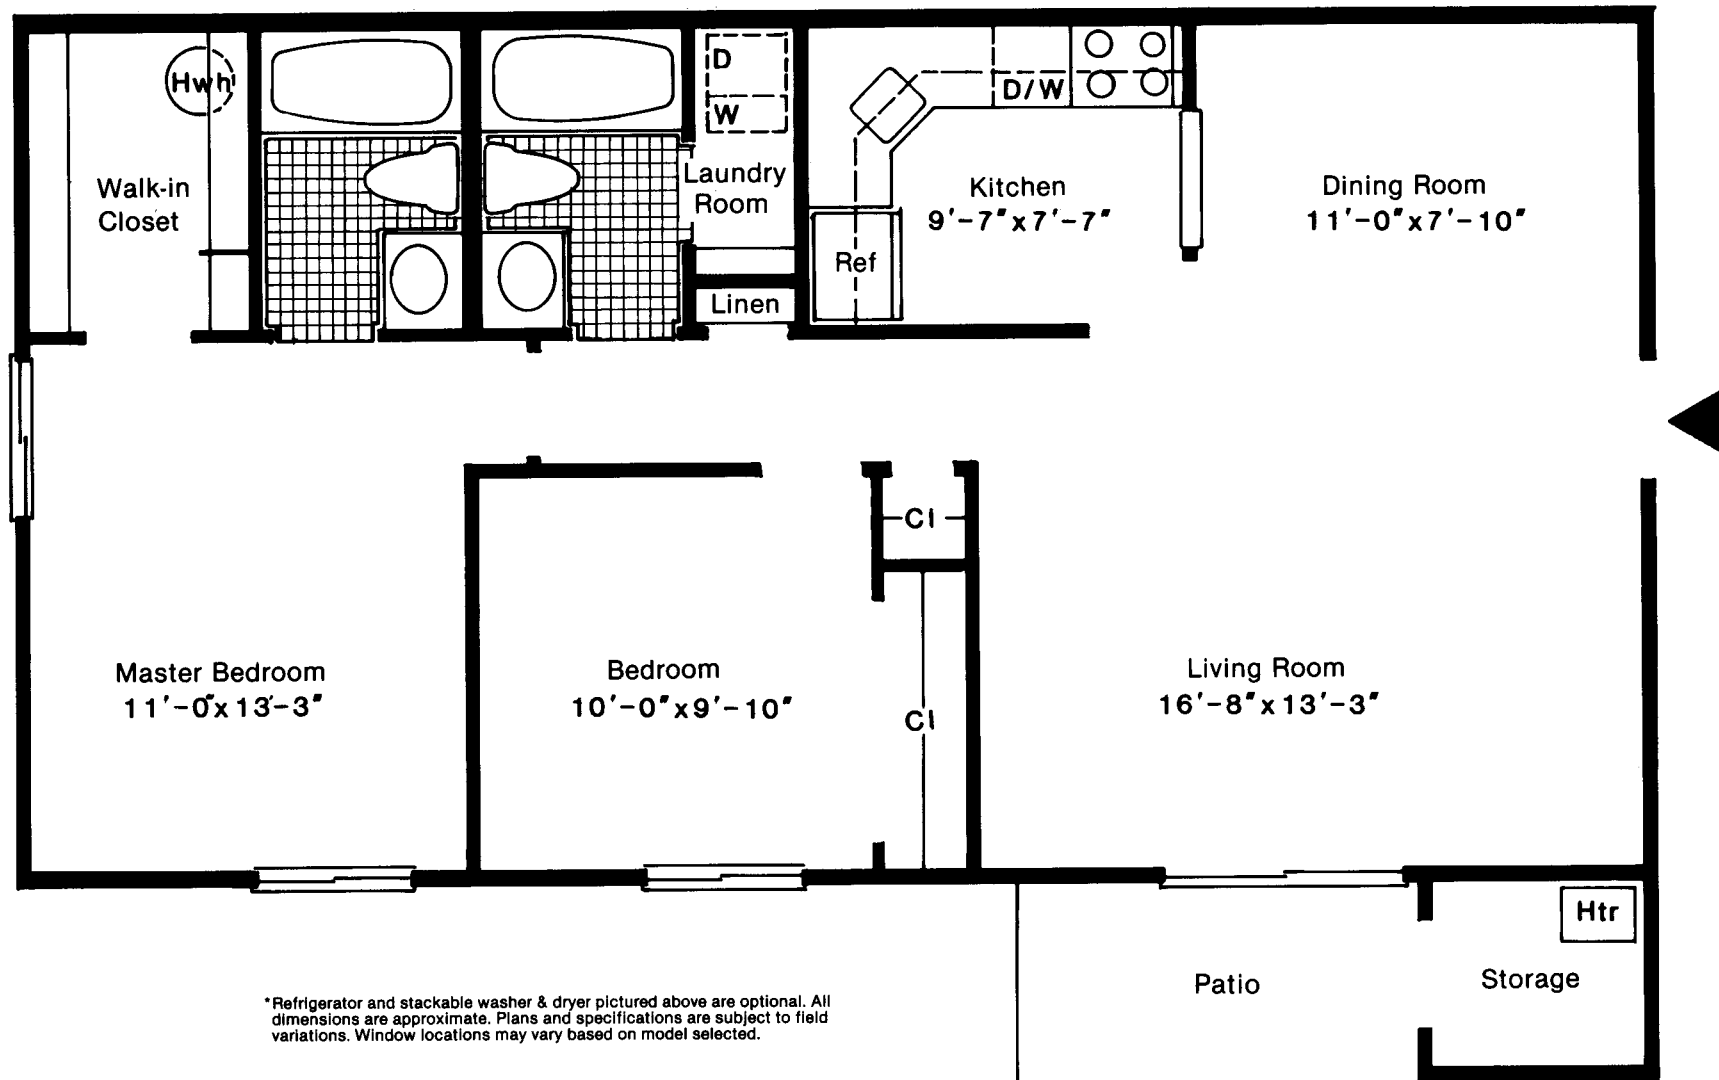 Hwh
D
W
D/W
Walk-in
Closet
Laundry
Room
Kitchen
9'-7"x7'-7"
Dining Room
11'-0"x7'-10"
Ref
Linen
Cl
Master Bedroom
11'-0"x13'-3"
Bedroom
10'-0"x9'-10"
Cl
Living Room
16'-8"x13'-3"
Htr
Patio
Storage
*Refrigerator and stackable washer & dryer pictured above are optional. All
dimensions are approximate. Plans and specifications are subject to field
variations. Window locations may vary based on model selected.